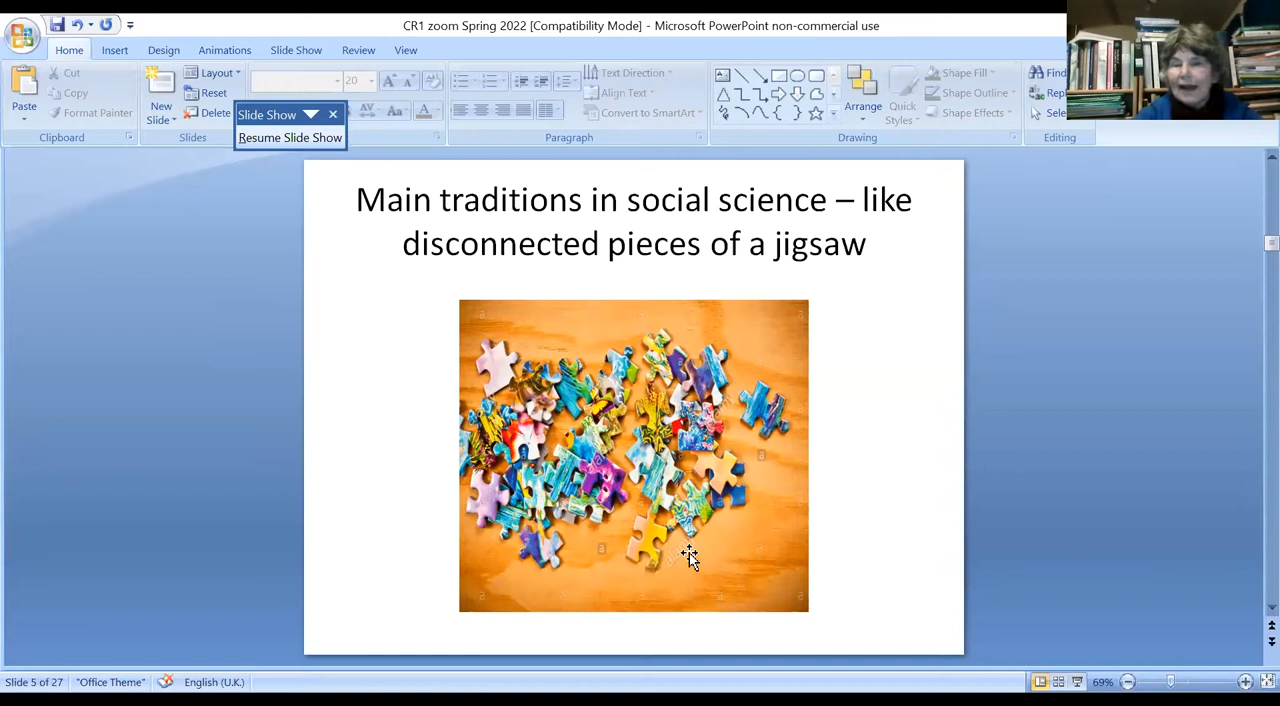 CR1 zoom Spring 2022 [Compatibility Mode] - Microsoft PowerPoint non-commercial use
Home Insert Design Animations Slide Show Review View
Paste
Cut
Copy
Format Painter
Clipboard
New
Slide
Layout
Reset
Delete
Slides
Slide Show
Resume Slide Show
20
Aa
A
Text Direction
Align Text
Convert to SmartArt
Paragraph
Arrange
Quick
Styles
Shape Fill
Shape Outline
Shape Effects
Drawing
Editing
Main traditions in social science – like
disconnected pieces of a jigsaw
Slide 5 of 27 "Office Theme" English (U.K.) 69%